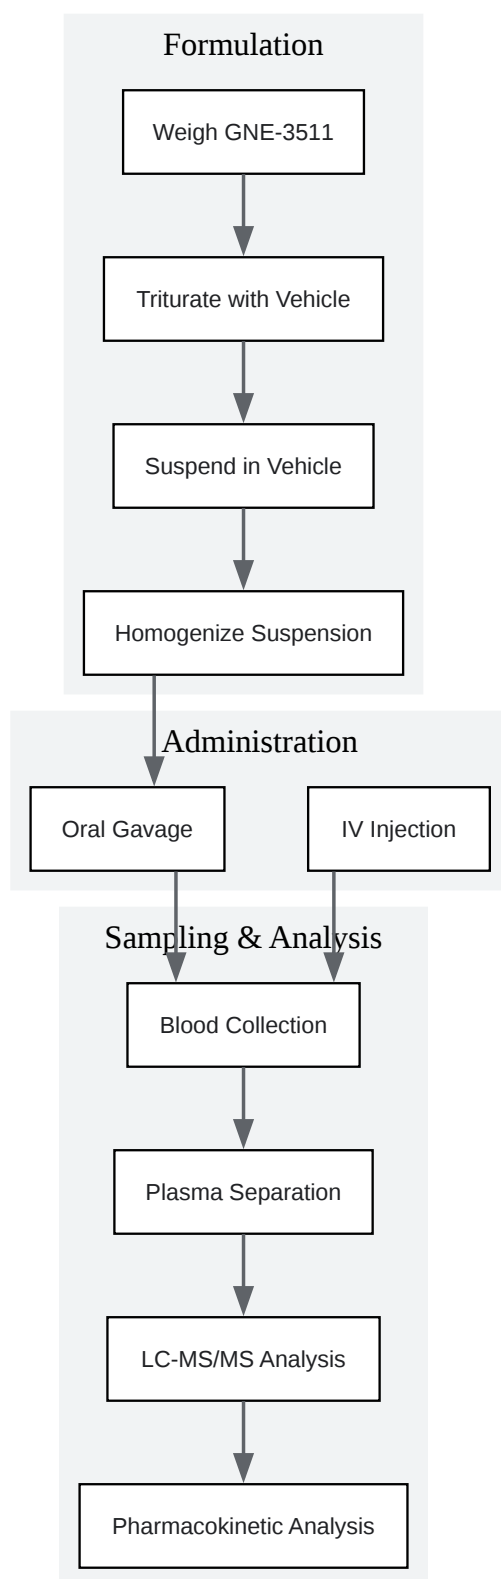 Formulation
Weigh GNE-3511
Triturate with Vehicle
Suspend in Vehicle
Homogenize Suspension
Administration
Oral Gavage
IV Injection
Sampling & Analysis
Blood Collection
Plasma Separation
LC-MS/MS Analysis
Pharmacokinetic Analysis